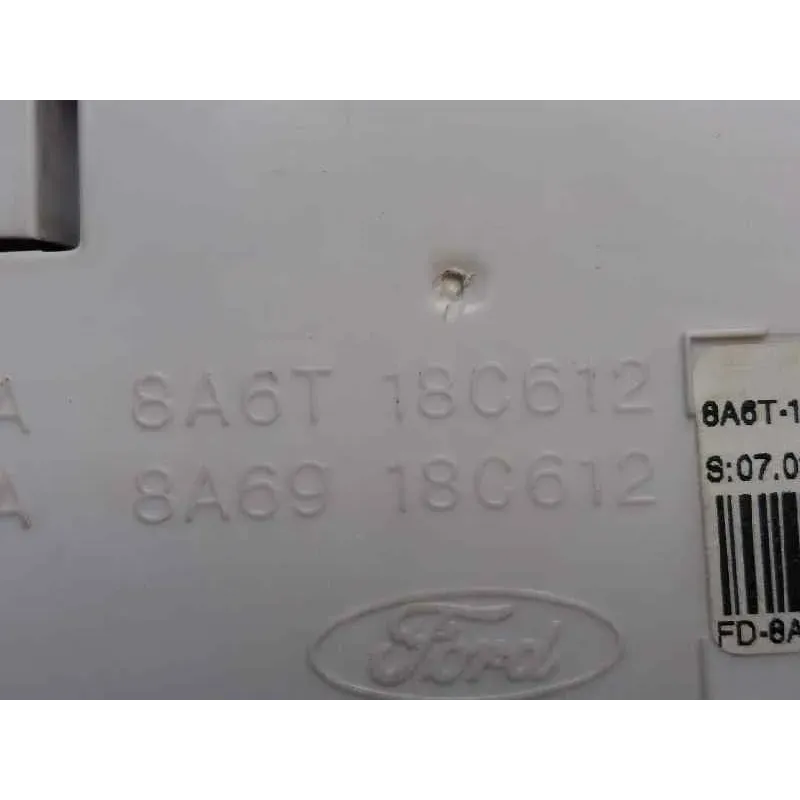 A 8A6T 18C612
A 8A69 18C612
Ford
8A6T-1
S:07.0
FD-8A